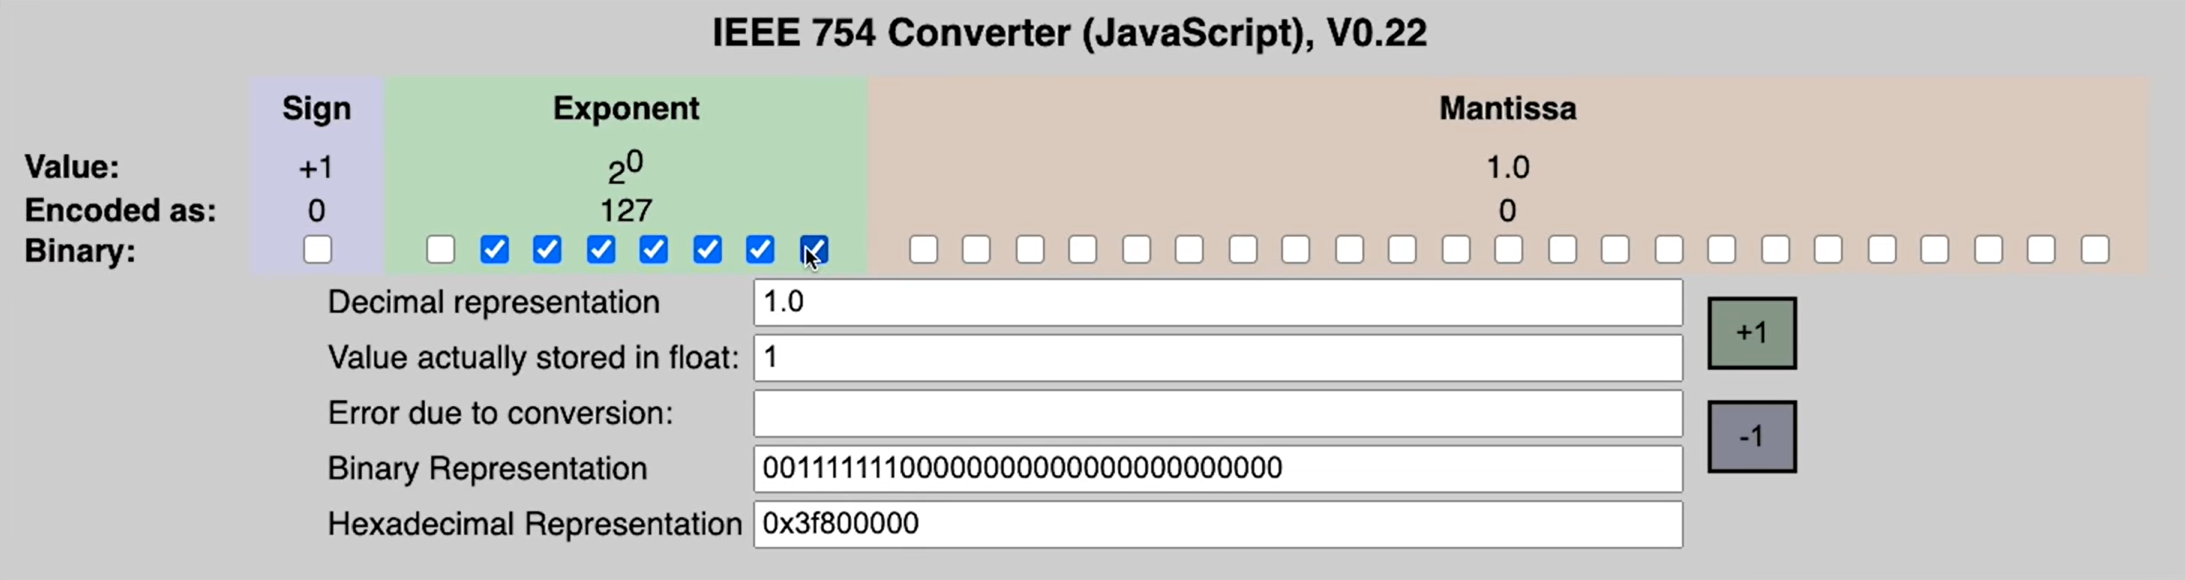 IEEE 754 Converter (JavaScript), V0.22
Sign Exponent Mantissa
Value: +1 2⁰ 1.0
Encoded as: 0 127 0
Binary:
Decimal representation 1.0
Value actually stored in float: 1
+1
Error due to conversion:
-1
Binary Representation 00111111100000000000000000000000
Hexadecimal Representation 0x3f800000